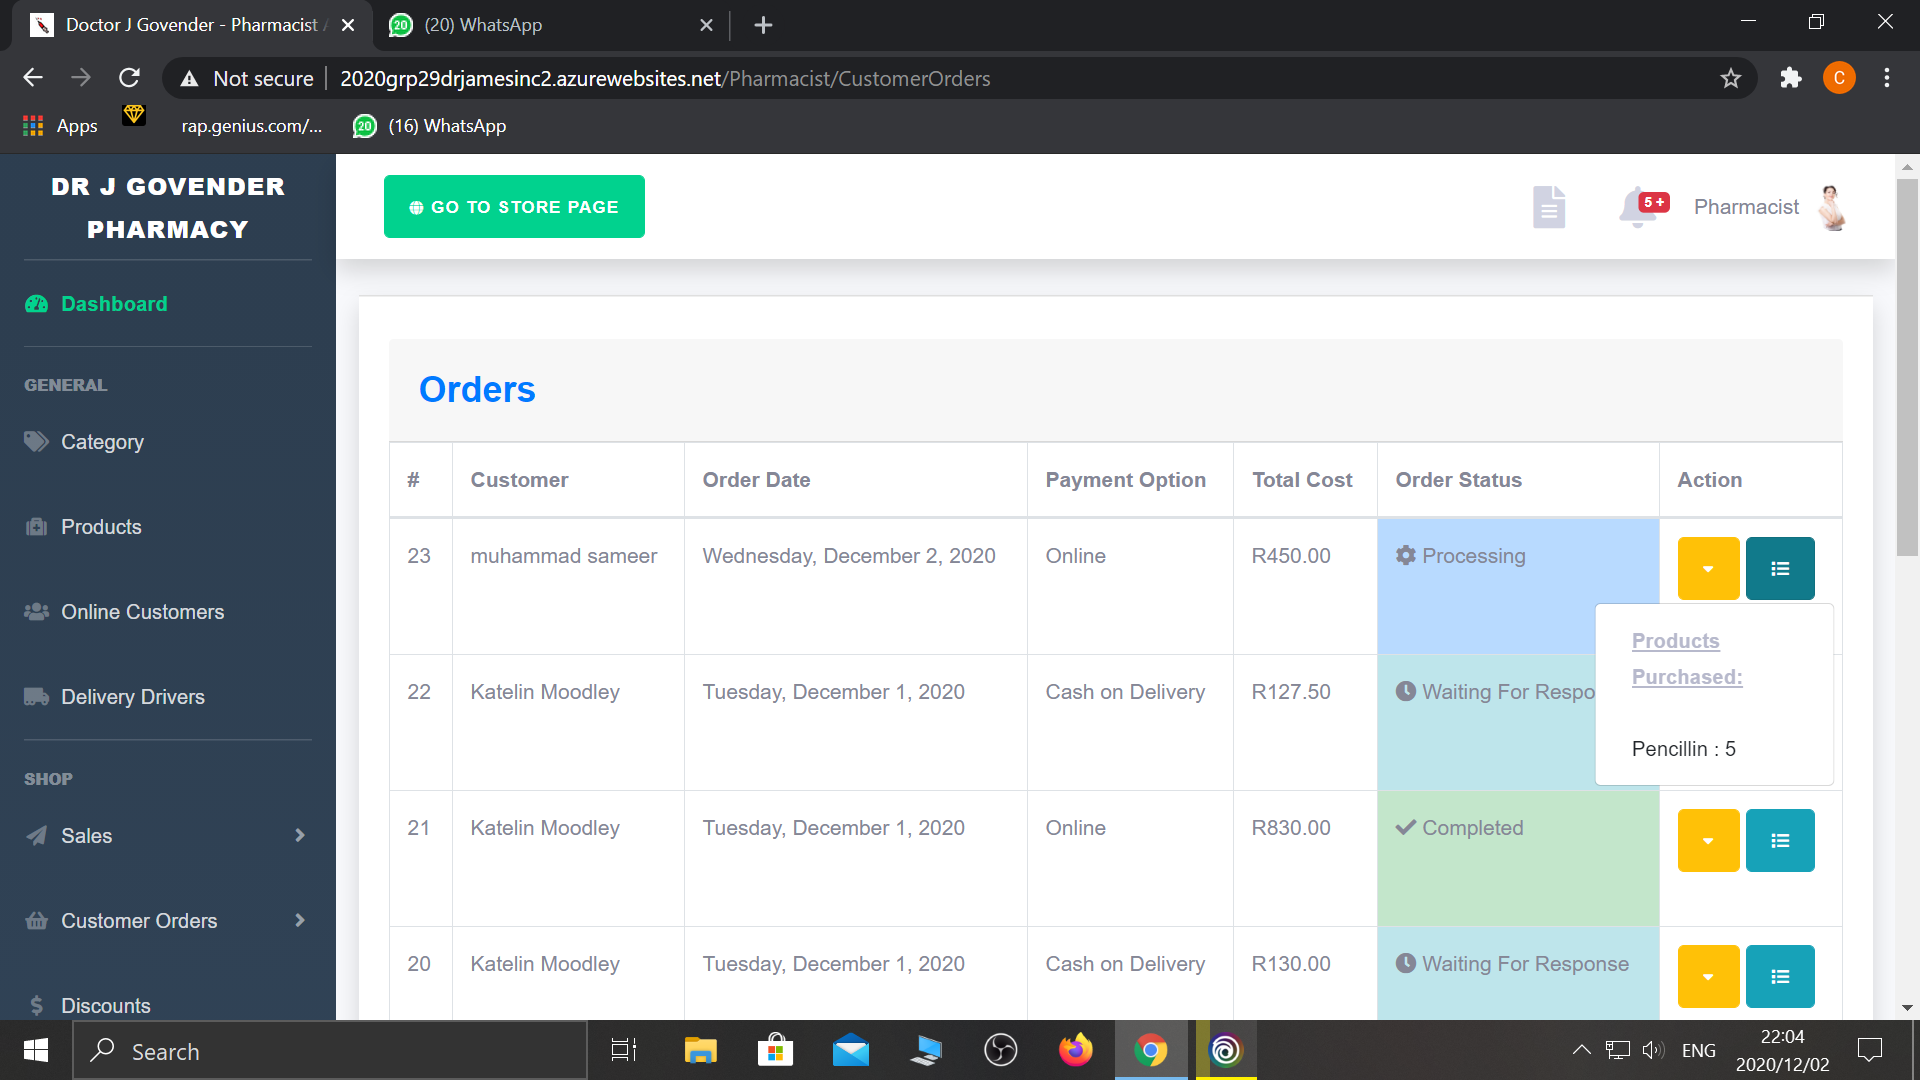 Doctor J Govender - Pharmacist
(20) WhatsApp
Not secure
2020grp29drjamesinc2.azurewebsites.net/Pharmacist/CustomerOrders
C
Apps
rap.genius.com/...
20
(16) WhatsApp
DR J GOVENDER
PHARMACY
GO TO STORE PAGE
5 +
Pharmacist
Dashboard
GENERAL
Category
Products
Online Customers
Delivery Drivers
SHOP
Sales
Customer Orders
Discounts
Orders
# Customer Order Date Payment Option Total Cost Order Status Action
23 muhammad sameer Wednesday, December 2, 2020 Online R450.00 Processing
Products
Purchased:
Pencillin : 5
22 Katelin Moodley Tuesday, December 1, 2020 Cash on Delivery R127.50 Waiting For Respo
21 Katelin Moodley Tuesday, December 1, 2020 Online R830.00 Completed
20 Katelin Moodley Tuesday, December 1, 2020 Cash on Delivery R130.00 Waiting For Response
Search
ENG
22:04
2020/12/02